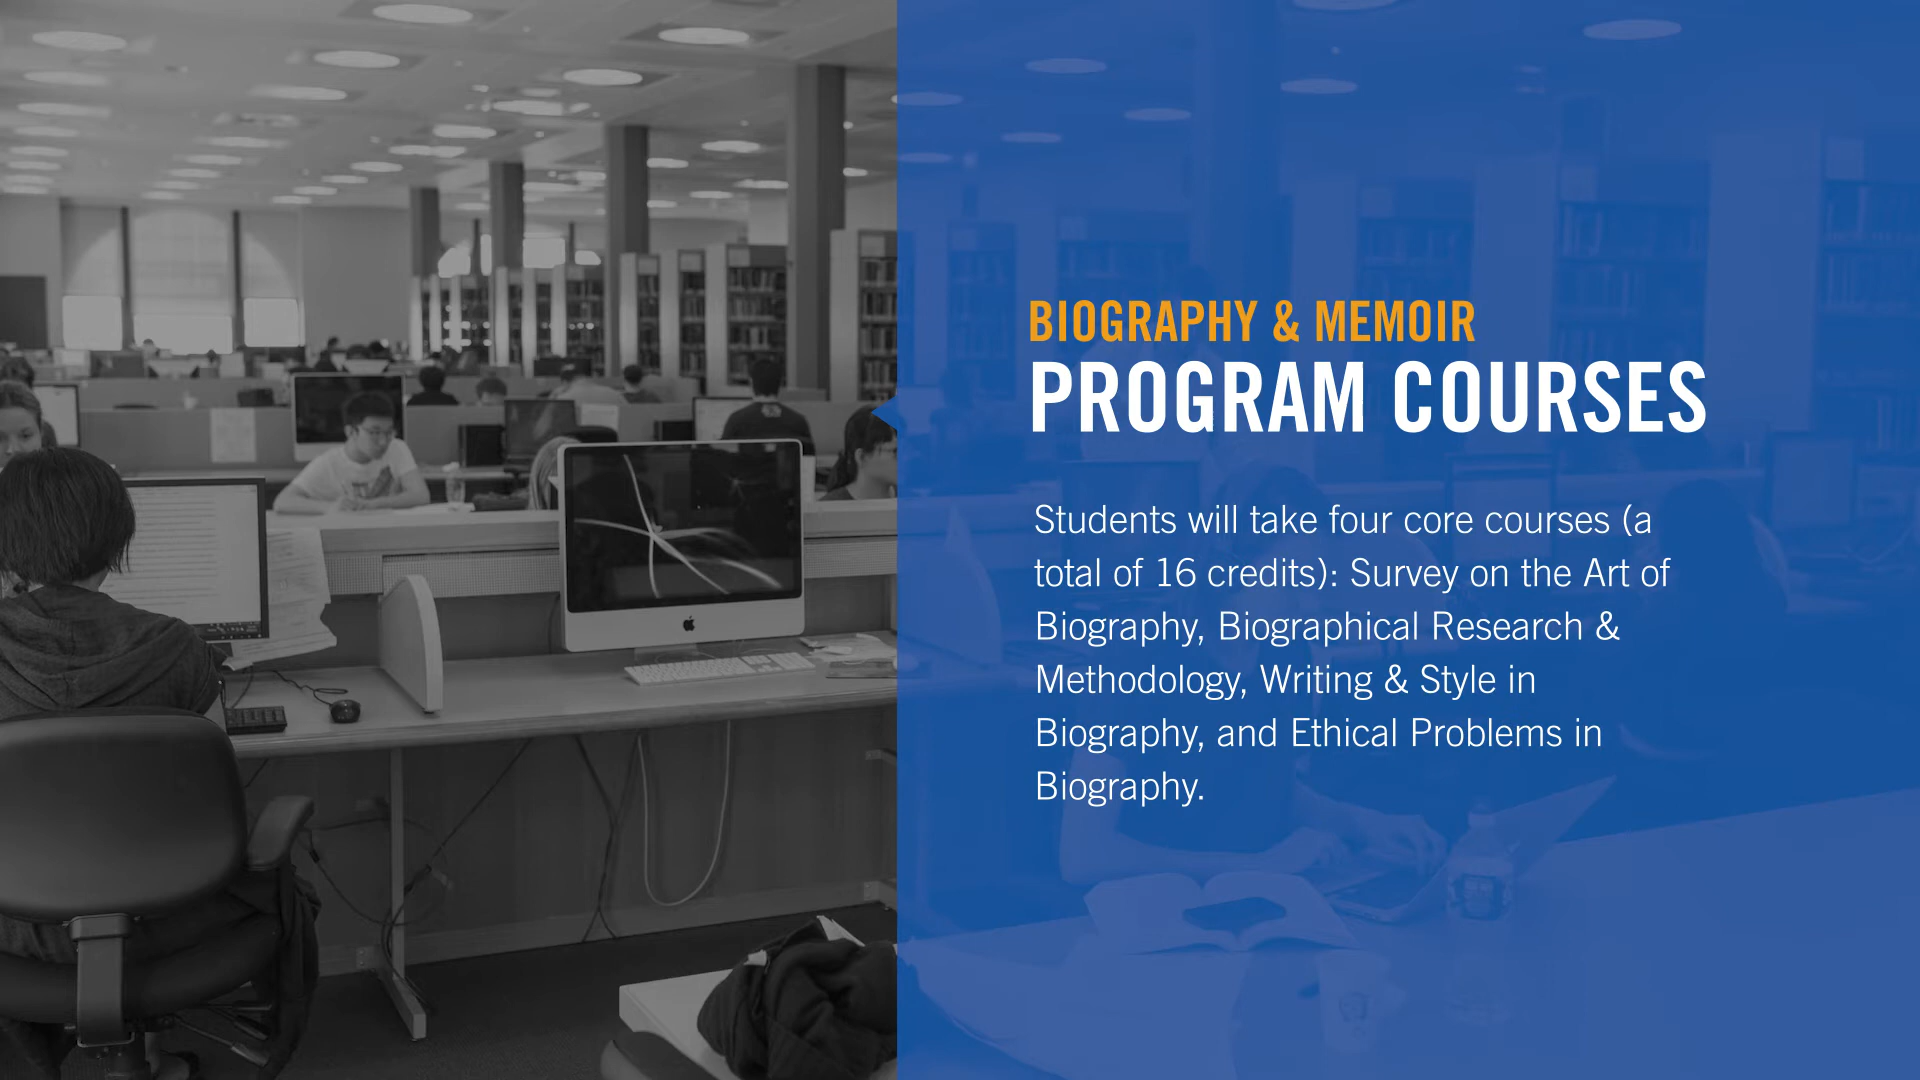 BIOGRAPHY & MEMOIR
PROGRAM COURSES
Students will take four core courses (a
total of 16 credits): Survey on the Art of
Biography, Biographical Research &
Methodology, Writing & Style in
Biography, and Ethical Problems in
Biography.